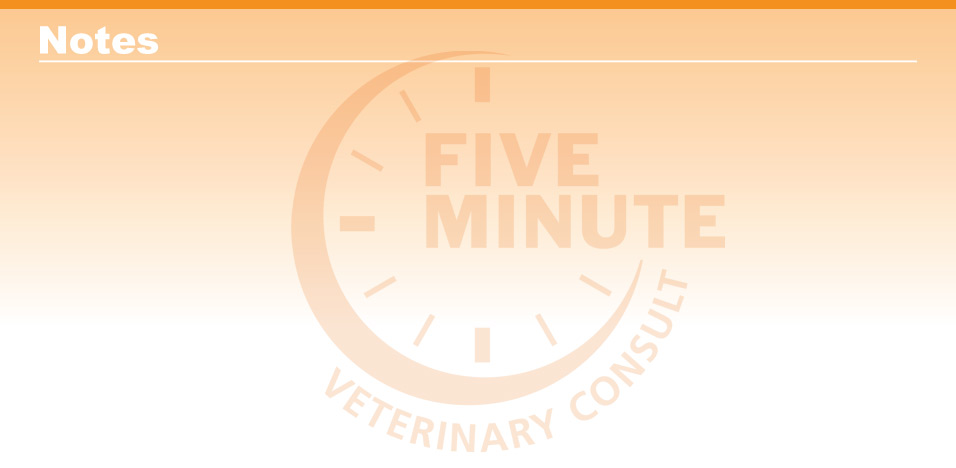 Notes
FIVE
MINUTE
VETERINARY CONSULT